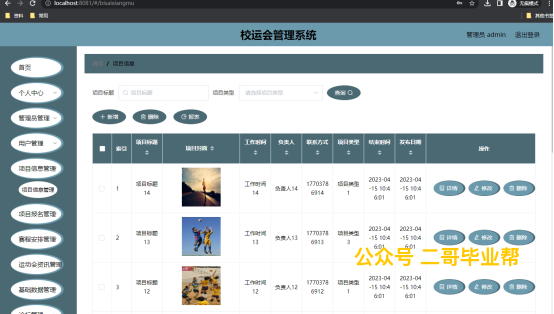 localhost:8081/#/bisaixiangmu
无痕模式
资料
常用
其他书签
校运会管理系统
管理员 admin
退出登录
首页
个人中心
管理员管理
用户管理
项目信息管理
项目信息管理
项目报名管理
赛程安排管理
运动会资讯管理
基础数据管理
首页 / 项目信息
项目标题 项目标题 项目类型 请选择项目类型 查询
+ 新增 删除 报表
索引 项目标题 项目封面 工作时间 负责人 联系方式 项目类型 结束时间 发布日期 操作
1 项目标题14 工作时间14 负责人14 17703786914 项目类型1 2023-04-15 10:46:01 2023-04-15 10:46:01 详情 修改 删除
2 项目标题13 工作时间13 负责人13 17703786913 项目类型3 2023-04-15 10:46:01 2023-04-15 10:46:01 详情 修改 删除
3 项目标题12 工作时间12 负责人12 17703786912 项目类型1 2023-04-15 10:46:01 2023-04-15 10:46:01 详情 修改 删除
公众号 二哥毕业帮